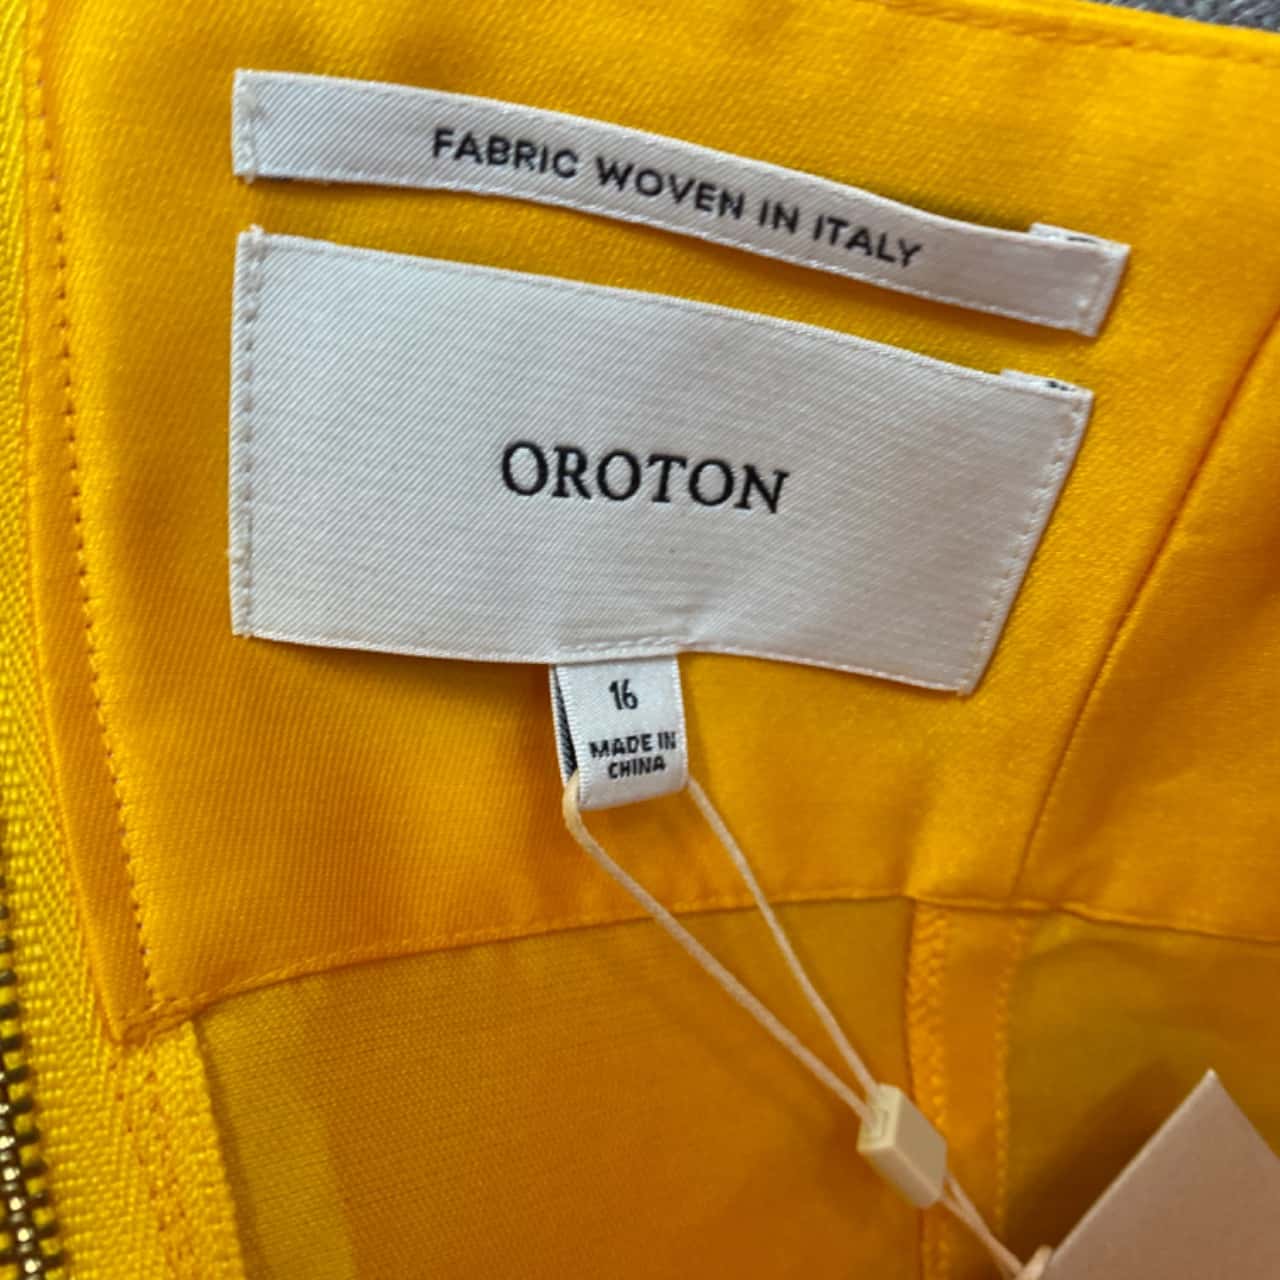 FABRIC WOVEN IN ITALY
OROTON
16
MADE IN
CHINA